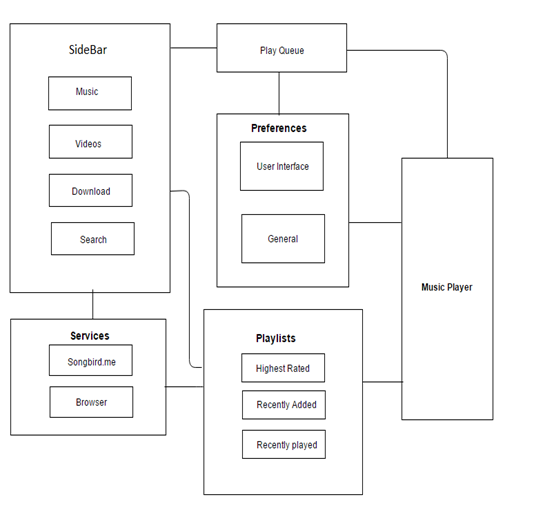 SideBar
Music
Videos
Download
Search
Play Queue
Preferences
User Interface
General
Music Player
Services
Songbird.me
Browser
Playlists
Highest Rated
Recently Added
Recently played